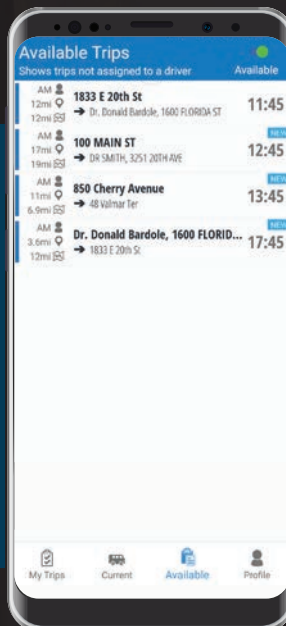 Available Trips
Shows trips not assigned to a driver
Available
AM
12mi
12mi
1833 E 20th St
→ Dr. Donald Bardole, 1600 FLORIDA ST
11:45
AM
17mi
19mi
100 MAIN ST
→ DR SMITH, 3251 20TH AVE
NEW
12:45
AM
11mi
6.9mi
850 Cherry Avenue
→ 48 Valmar Ter
NEW
13:45
AM
3.6mi
12mi
Dr. Donald Bardole, 1600 FLORID...
→ 1833 E 20th St
NEW
17:45
My Trips
Current
Available
Profile